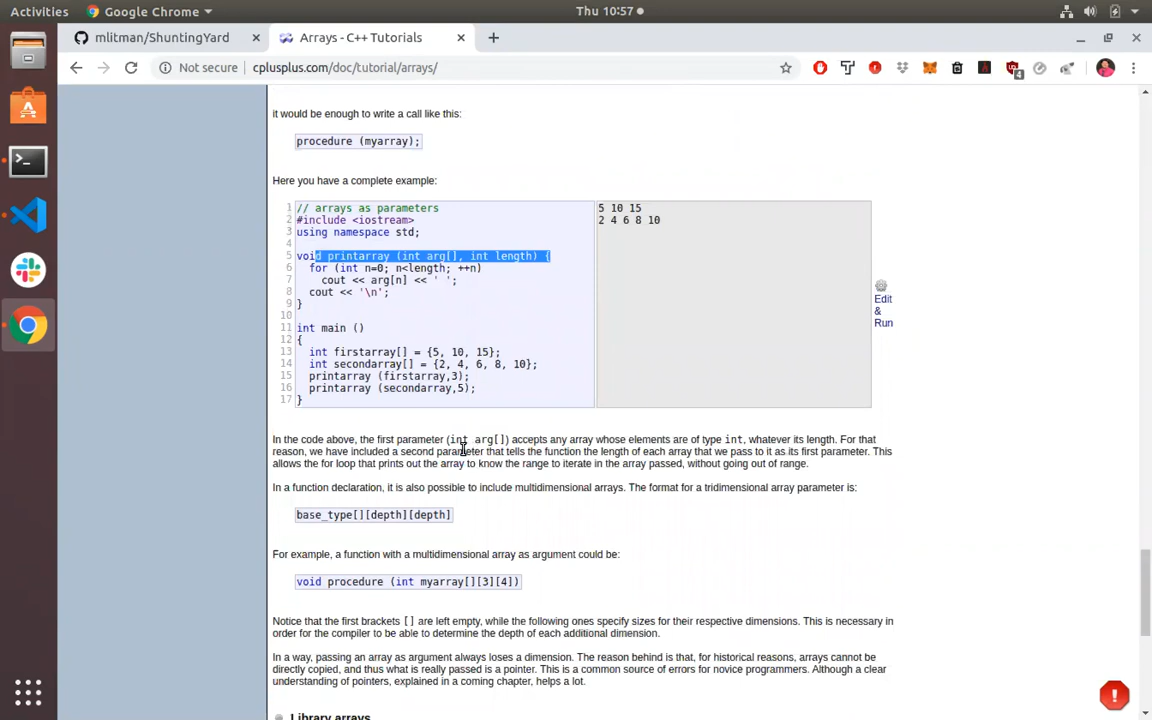 Activities Google Chrome Thu 10:57
mlitman/ShuntingYard Arrays - C++ Tutorials
Not secure cplusplus.com/doc/tutorial/arrays/
4
it would be enough to write a call like this:
procedure (myarray);
Here you have a complete example:
1 // arrays as parameters
2 #include <iostream>
3 using namespace std;
4
5 void printarray (int arg[], int length) {
6 for (int n=0; n<length; ++n)
7 cout << arg[n] << ' ';
8 cout << '\n';
9 }
10
11 int main ()
12 {
13 int firstarray[] = {5, 10, 15};
14 int secondarray[] = {2, 4, 6, 8, 10};
15 printarray (firstarray,3);
16 printarray (secondarray,5);
17 }
5 10 15
2 4 6 8 10
Edit
&
Run
In the code above, the first parameter (int arg[]) accepts any array whose elements are of type int, whatever its length. For that
reason, we have included a second parameter that tells the function the length of each array that we pass to it as its first parameter. This
allows the for loop that prints out the array to know the range to iterate in the array passed, without going out of range.
In a function declaration, it is also possible to include multidimensional arrays. The format for a tridimensional array parameter is:
base_type[][depth][depth]
For example, a function with a multidimensional array as argument could be:
void procedure (int myarray[][3][4])
Notice that the first brackets [] are left empty, while the following ones specify sizes for their respective dimensions. This is necessary in
order for the compiler to be able to determine the depth of each additional dimension.
In a way, passing an array as argument always loses a dimension. The reason behind is that, for historical reasons, arrays cannot be
directly copied, and thus what is really passed is a pointer. This is a common source of errors for novice programmers. Although a clear
understanding of pointers, explained in a coming chapter, helps a lot.
Library arrays